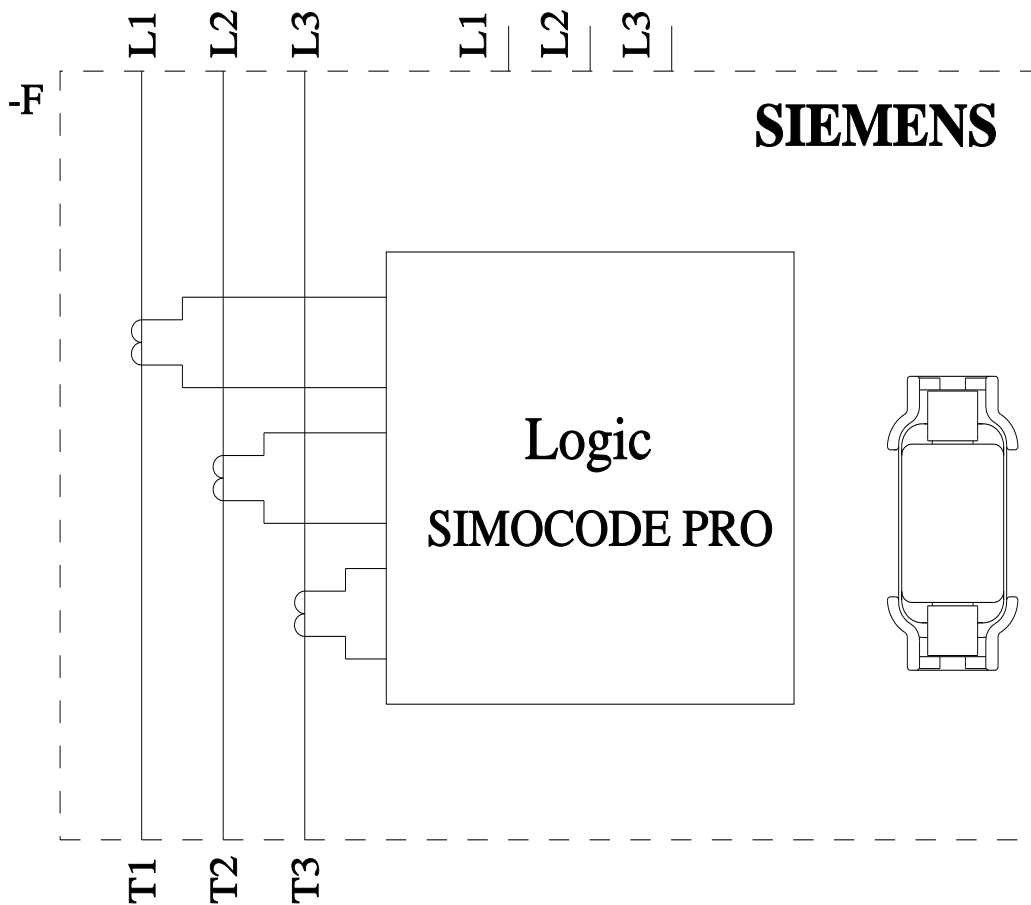 L1 L2 L3 L1 L2 L3
-F
SIEMENS
Logic
SIMOCODE PRO
T1 T2 T3